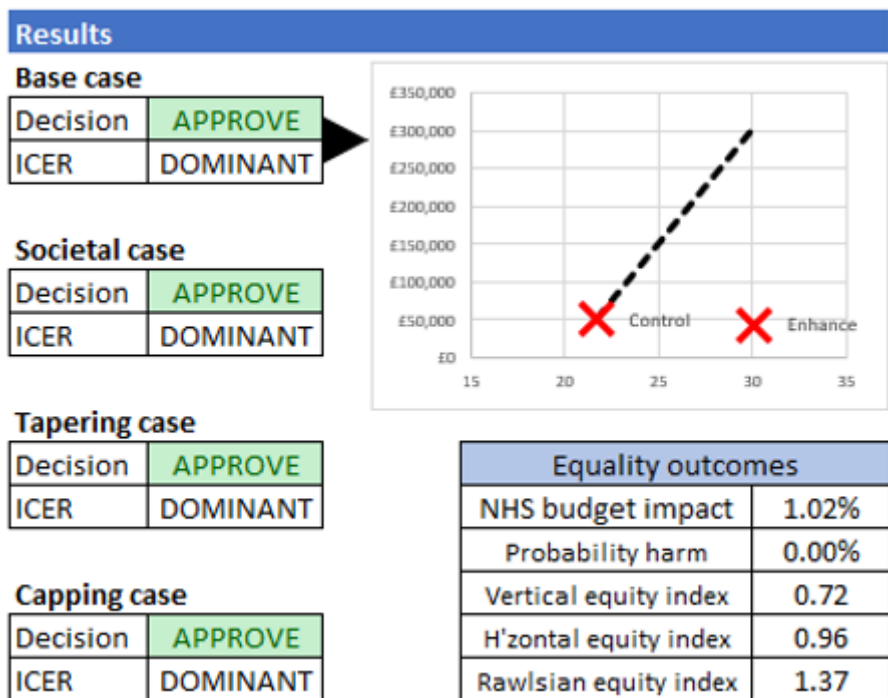 Results
Base case
Decision APPROVE
ICER DOMINANT
£350,000
£300,000
£250,000
£200,000
£150,000
£100,000
£50,000
£0
Control
Enhance
15 20 25 30 35
Societal case
Decision APPROVE
ICER DOMINANT
Tapering case
Decision APPROVE
ICER DOMINANT
Capping case
Decision APPROVE
ICER DOMINANT
Equality outcomes
NHS budget impact 1.02%
Probability harm 0.00%
Vertical equity index 0.72
H'zontal equity index 0.96
Rawlsian equity index 1.37